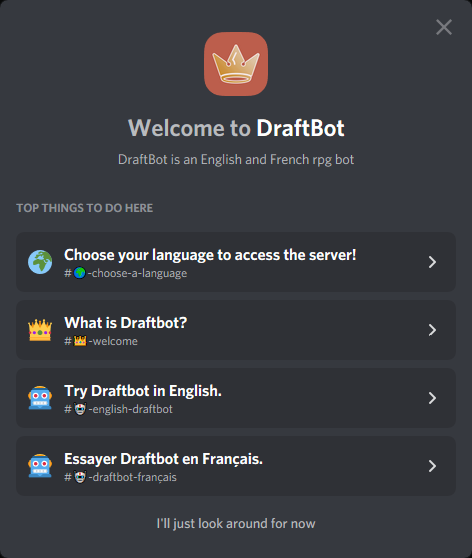 Welcome to DraftBot
DraftBot is an English and French rpg bot
TOP THINGS TO DO HERE
Choose your language to access the server!
# 🌍-choose-a-language
What is Draftbot?
# 👑-welcome
Try Draftbot in English.
# 🤖-english-draftbot
Essayer Draftbot en Français.
# 🤖-draftbot-français
I'll just look around for now